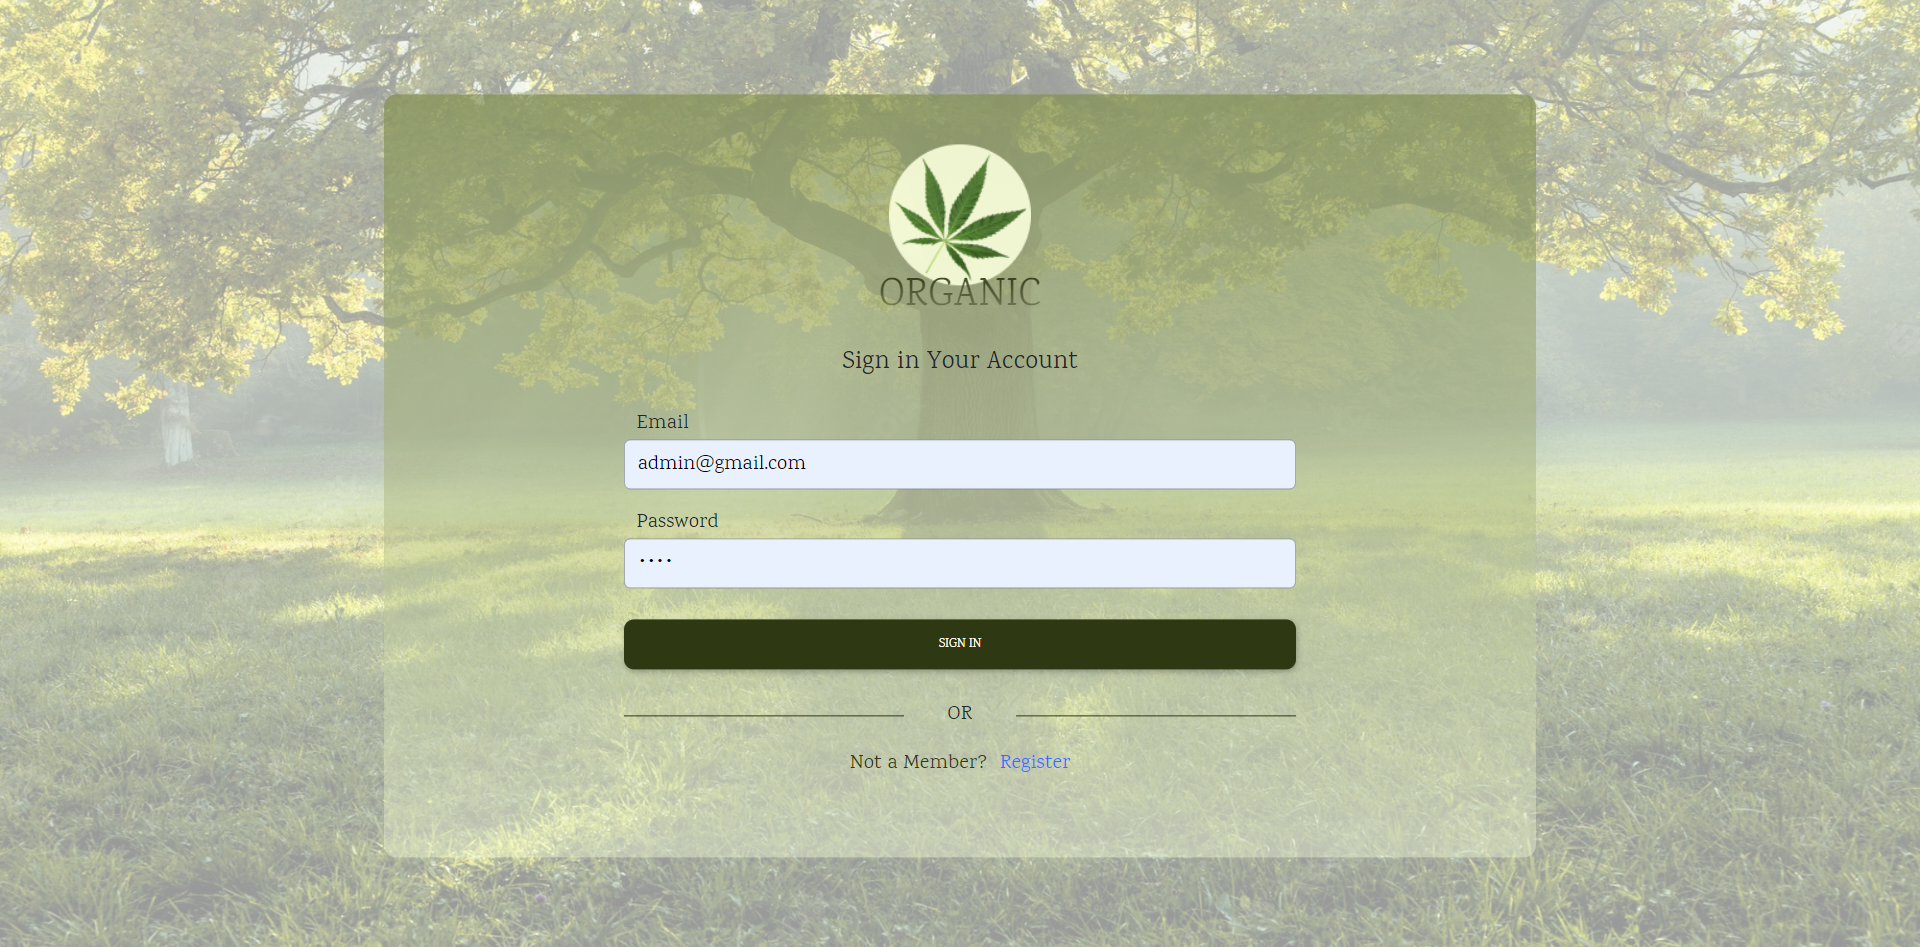 ORGANIC
Sign in Your Account
Email
admin@gmail.com
Password
••••
SIGN IN
OR
Not a Member? Register